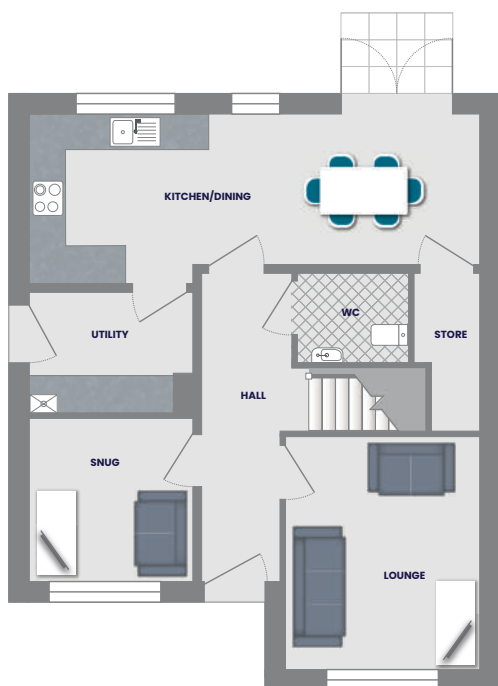 KITCHEN/DINING
WC
UTILITY
STORE
HALL
SNUG
LOUNGE